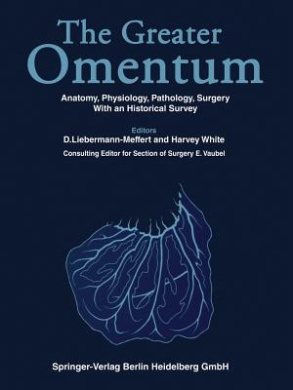 The Greater
Omentum
Anatomy, Physiology, Pathology, Surgery
With an Historical Survey
Editors
D.Liebermann-Meffert and Harvey White
Consulting Editor for Section of Surgery E. Vaubel
Springer-Verlag Berlin Heidelberg GmbH